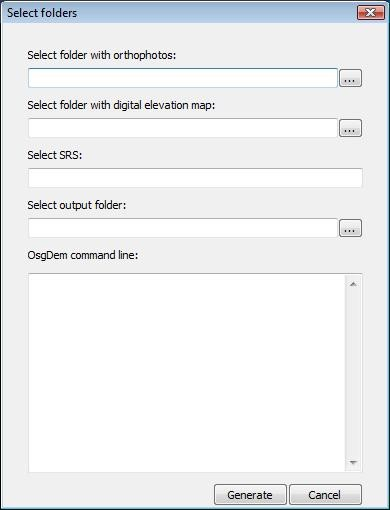 Select folders
Select folder with orthophotos:
...
Select folder with digital elevation map:
...
Select SRS:
Select output folder:
...
OsgDem command line:
Generate Cancel